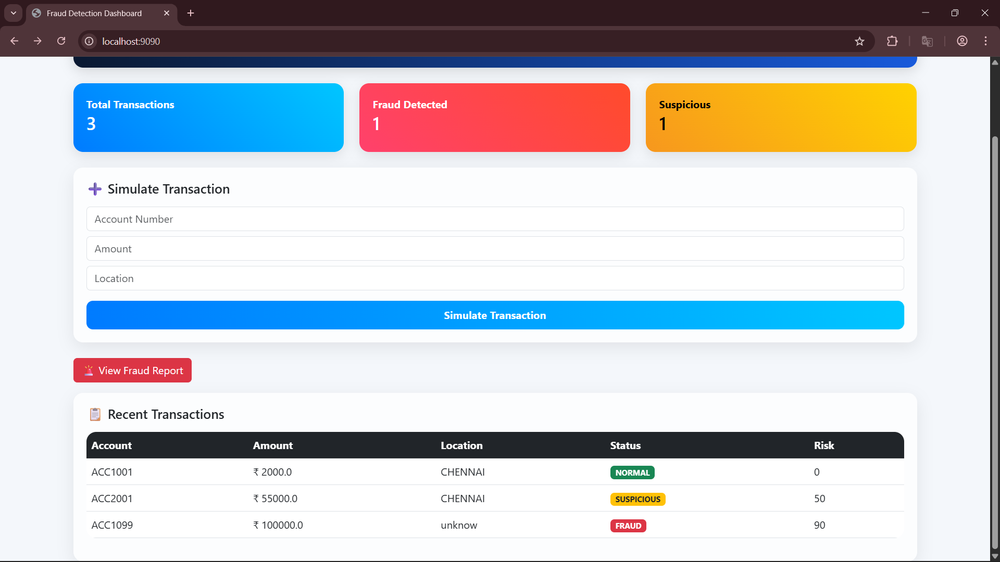 Fraud Detection Dashboard
localhost:9090
Total Transactions
3
Fraud Detected
1
Suspicious
1
Simulate Transaction
Account Number
Amount
Location
Simulate Transaction
View Fraud Report
Recent Transactions
Account Amount Location Status Risk
ACC1001 ₹ 2000.0 CHENNAI NORMAL 0
ACC2001 ₹ 55000.0 CHENNAI SUSPICIOUS 50
ACC1099 ₹ 100000.0 unknow FRAUD 90